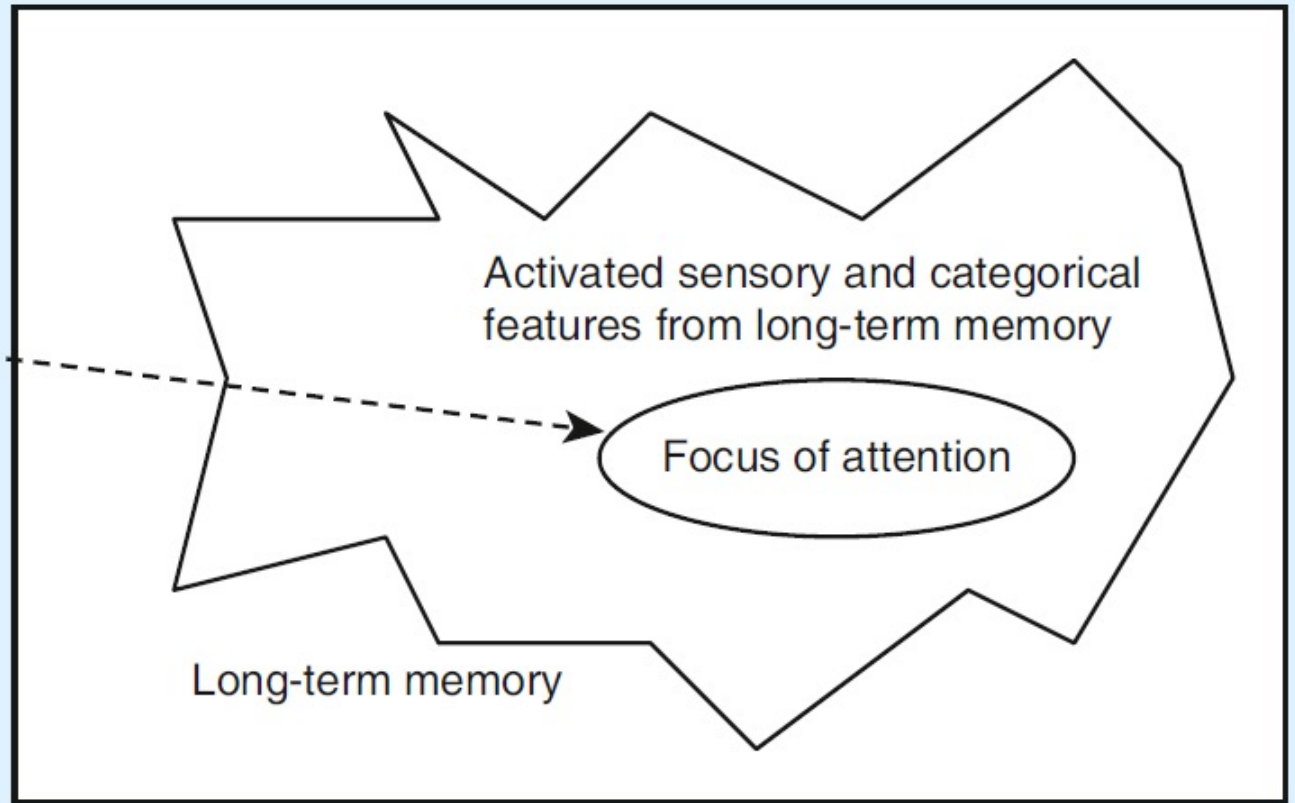 Activated sensory and categorical
features from long-term memory
Focus of attention
Long-term memory